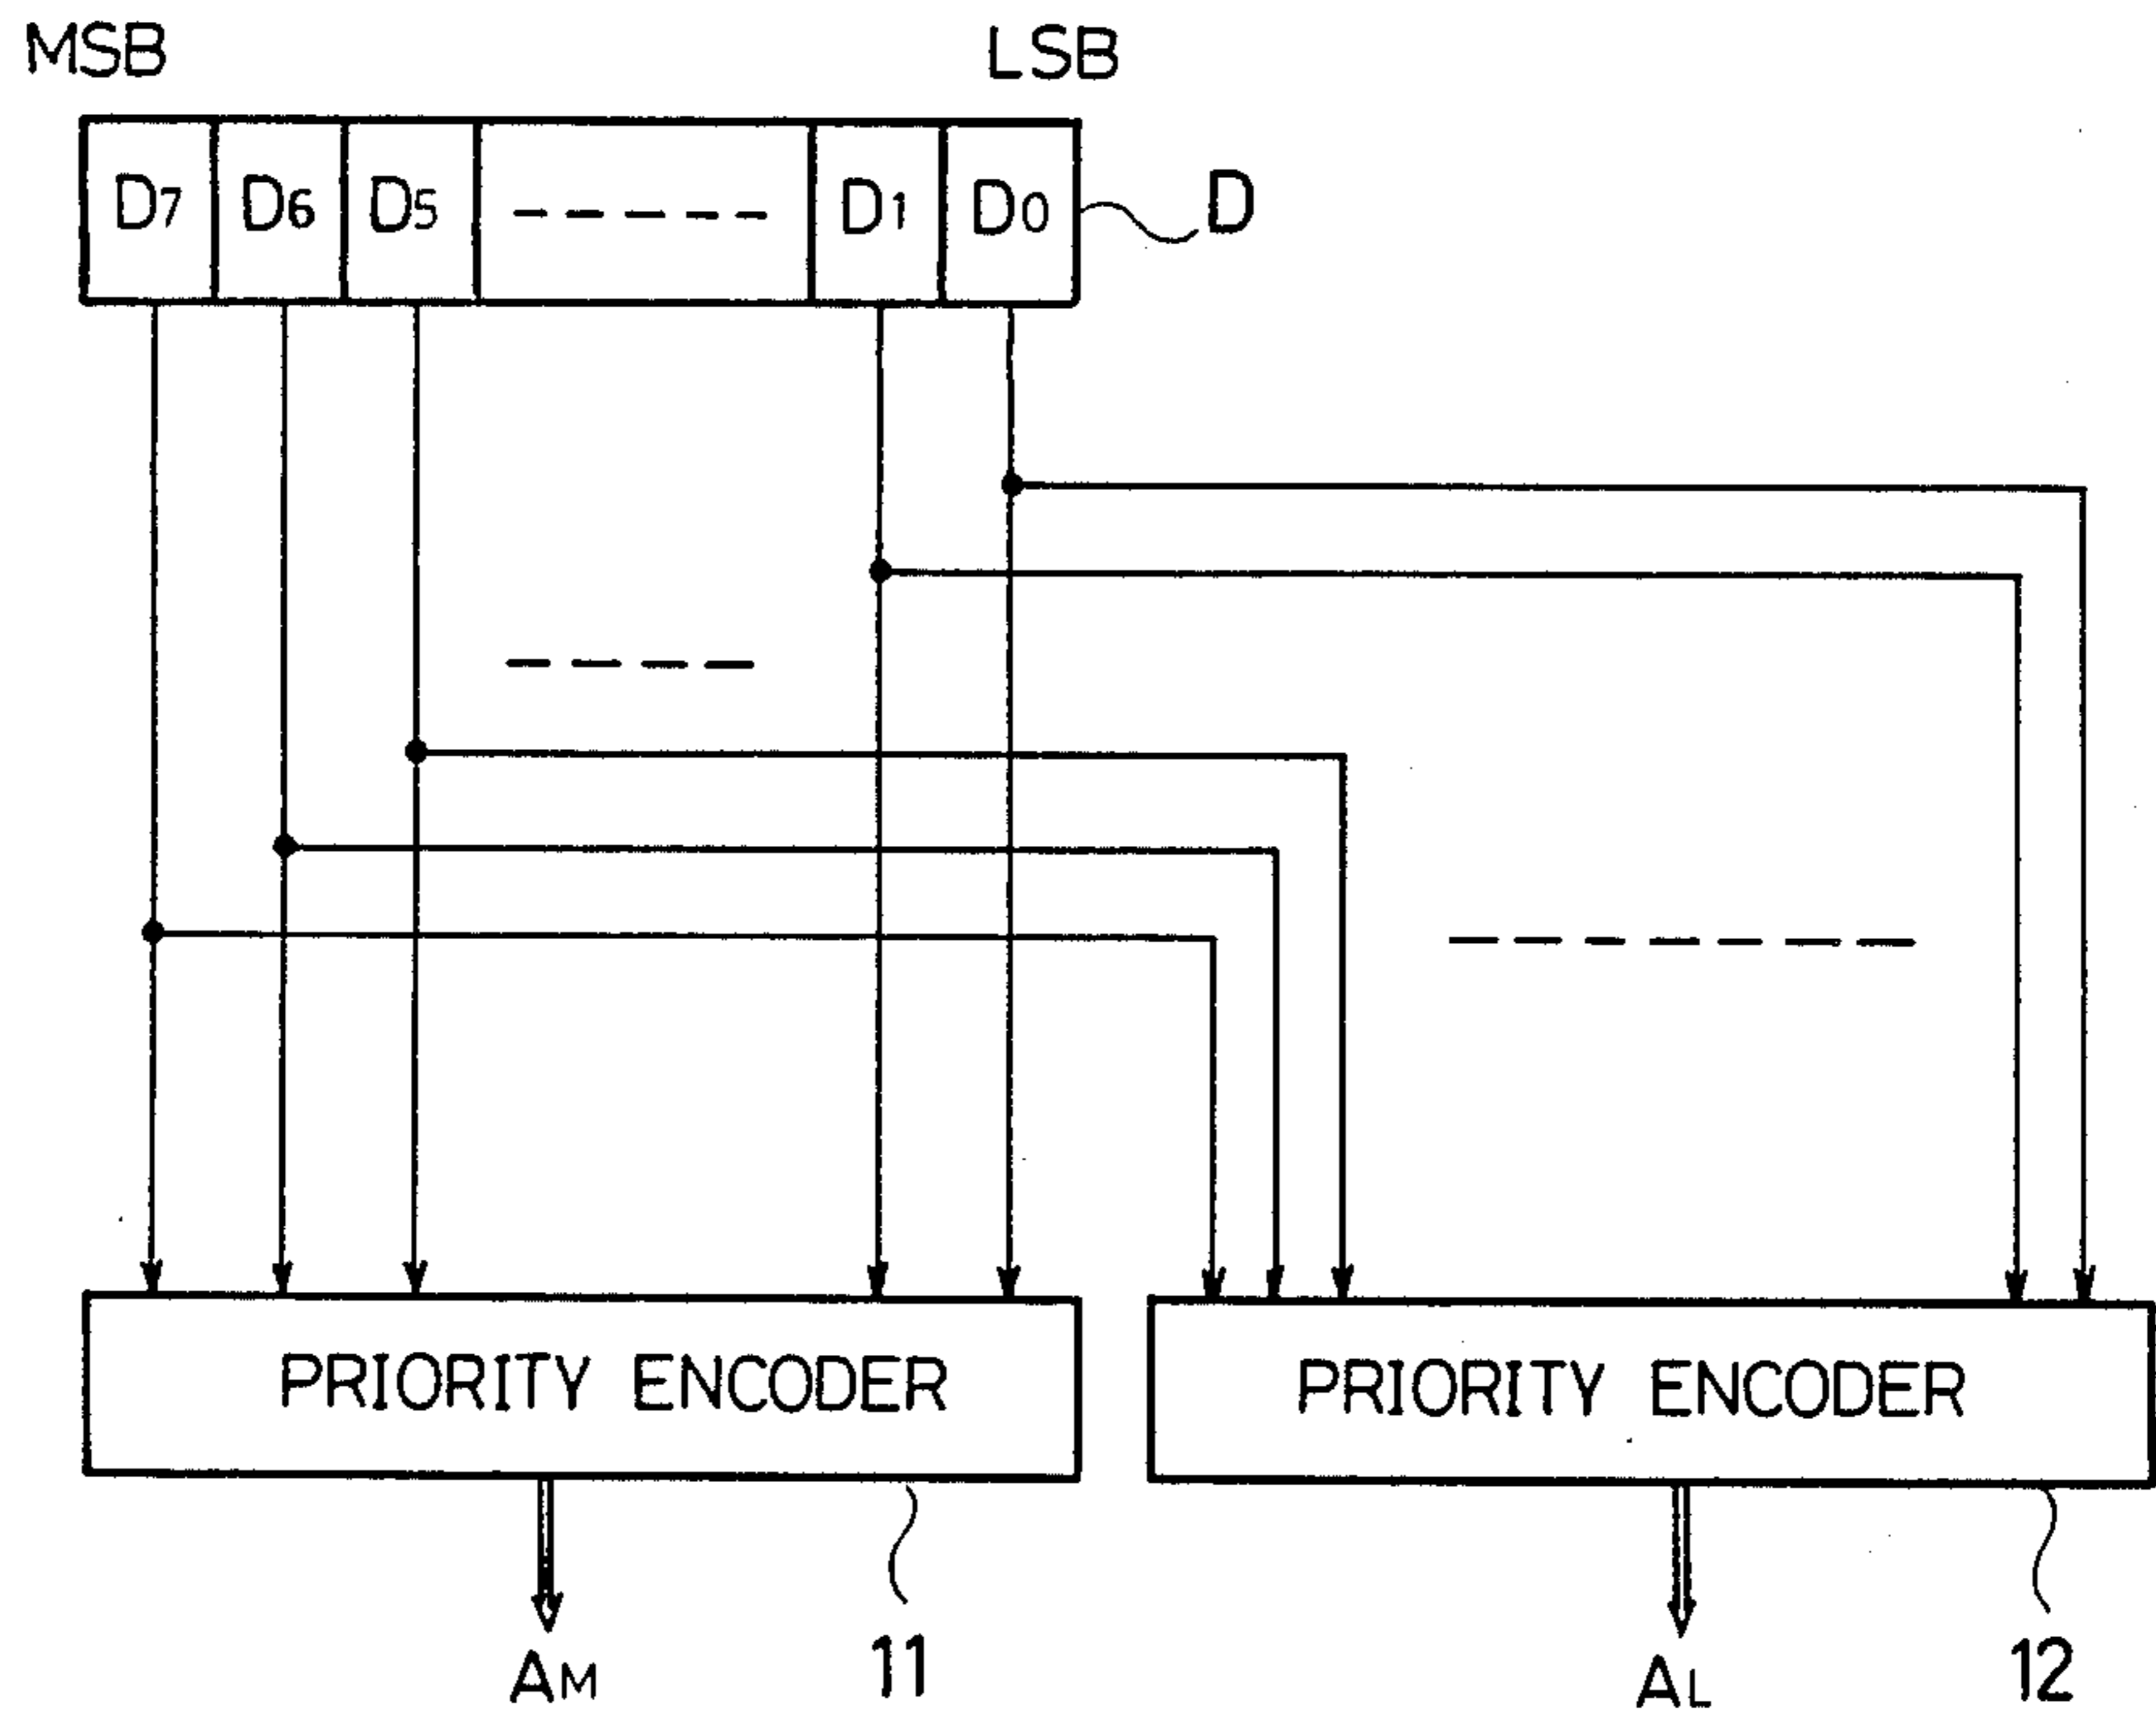 MSB LSB
D7 D6 D5 D1 D0 D
PRIORITY ENCODER PRIORITY ENCODER
AM 11 AL 12